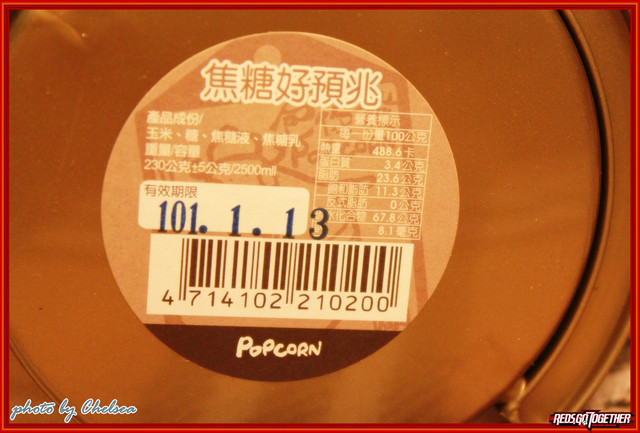 焦糖好預兆
產品成份/
玉米、糖、焦糖液、焦糖乳
重量/容量
230公克±5公克/2500mll
有效期限
101. 1. 13
營養標示
每一份量100公克
熱量 488.6卡
蛋白質 3.4公克
脂肪 23.6公克
飽和脂肪 11.3公克
反式脂肪 0公克
碳水化合物 67.8公克
8.1毫克
4 714102 210200
POPCORN
photo by Chelsea
REDS.GO.TOGETHER